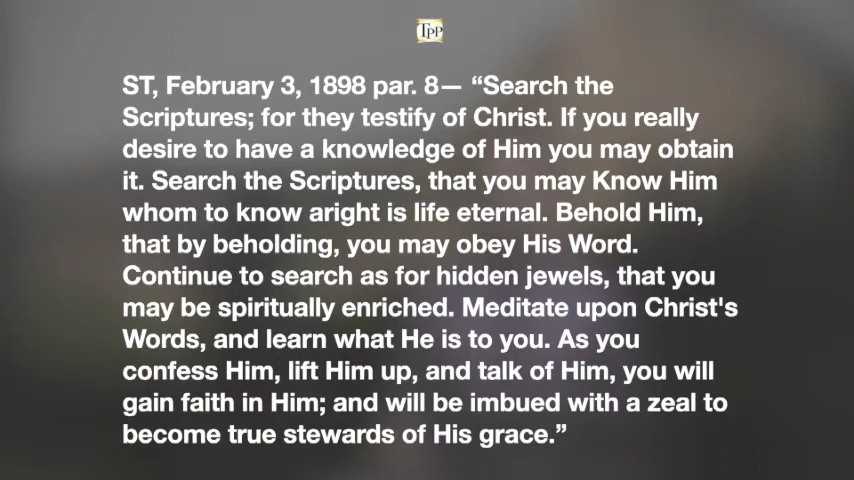 TPP
ST, February 3, 1898 par. 8— “Search the
Scriptures; for they testify of Christ. If you really
desire to have a knowledge of Him you may obtain
it. Search the Scriptures, that you may Know Him
whom to know aright is life eternal. Behold Him,
that by beholding, you may obey His Word.
Continue to search as for hidden jewels, that you
may be spiritually enriched. Meditate upon Christ's
Words, and learn what He is to you. As you
confess Him, lift Him up, and talk of Him, you will
gain faith in Him; and will be imbued with a zeal to
become true stewards of His grace.”